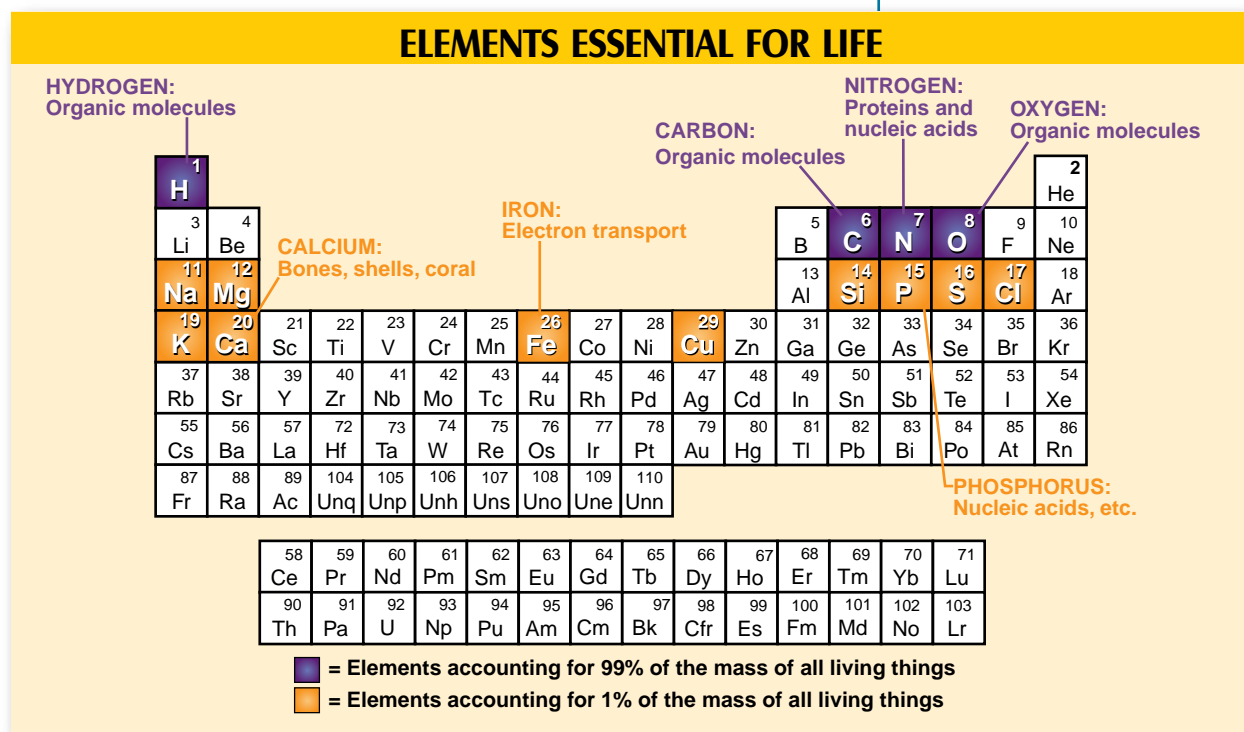 ELEMENTS ESSENTIAL FOR LIFE
HYDROGEN:
Organic molecules
NITROGEN:
Proteins and
nucleic acids
OXYGEN:
Organic molecules
CARBON:
Organic molecules
IRON:
Electron transport
CALCIUM:
Bones, shells, coral
1
H
2
He
3 4 5 6 7 8 9 10
Li Be B C N O F Ne
11 12 13 14 15 16 17 18
Na Mg Al Si P S Cl Ar
19 20 21 22 23 24 25 26 27 28 29 30 31 32 33 34 35 36
K Ca Sc Ti V Cr Mn Fe Co Ni Cu Zn Ga Ge As Se Br Kr
37 38 39 40 41 42 43 44 45 46 47 48 49 50 51 52 53 54
Rb Sr Y Zr Nb Mo Tc Ru Rh Pd Ag Cd In Sn Sb Te I Xe
55 56 57 72 73 74 75 76 77 78 79 80 81 82 83 84 85 86
Cs Ba La Hf Ta W Re Os Ir Pt Au Hg Tl Pb Bi Po At Rn
87 88 89 104 105 106 107 108 109 110
Fr Ra Ac Unq Unp Unh Uns Uno Une Unn
PHOSPHORUS:
Nucleic acids, etc.
58 59 60 61 62 63 64 65 66 67 68 69 70 71
Ce Pr Nd Pm Sm Eu Gd Tb Dy Ho Er Tm Yb Lu
90 91 92 93 94 95 96 97 98 99 100 101 102 103
Th Pa U Np Pu Am Cm Bk Cfr Es Fm Md No Lr
= Elements accounting for 99% of the mass of all living things
= Elements accounting for 1% of the mass of all living things